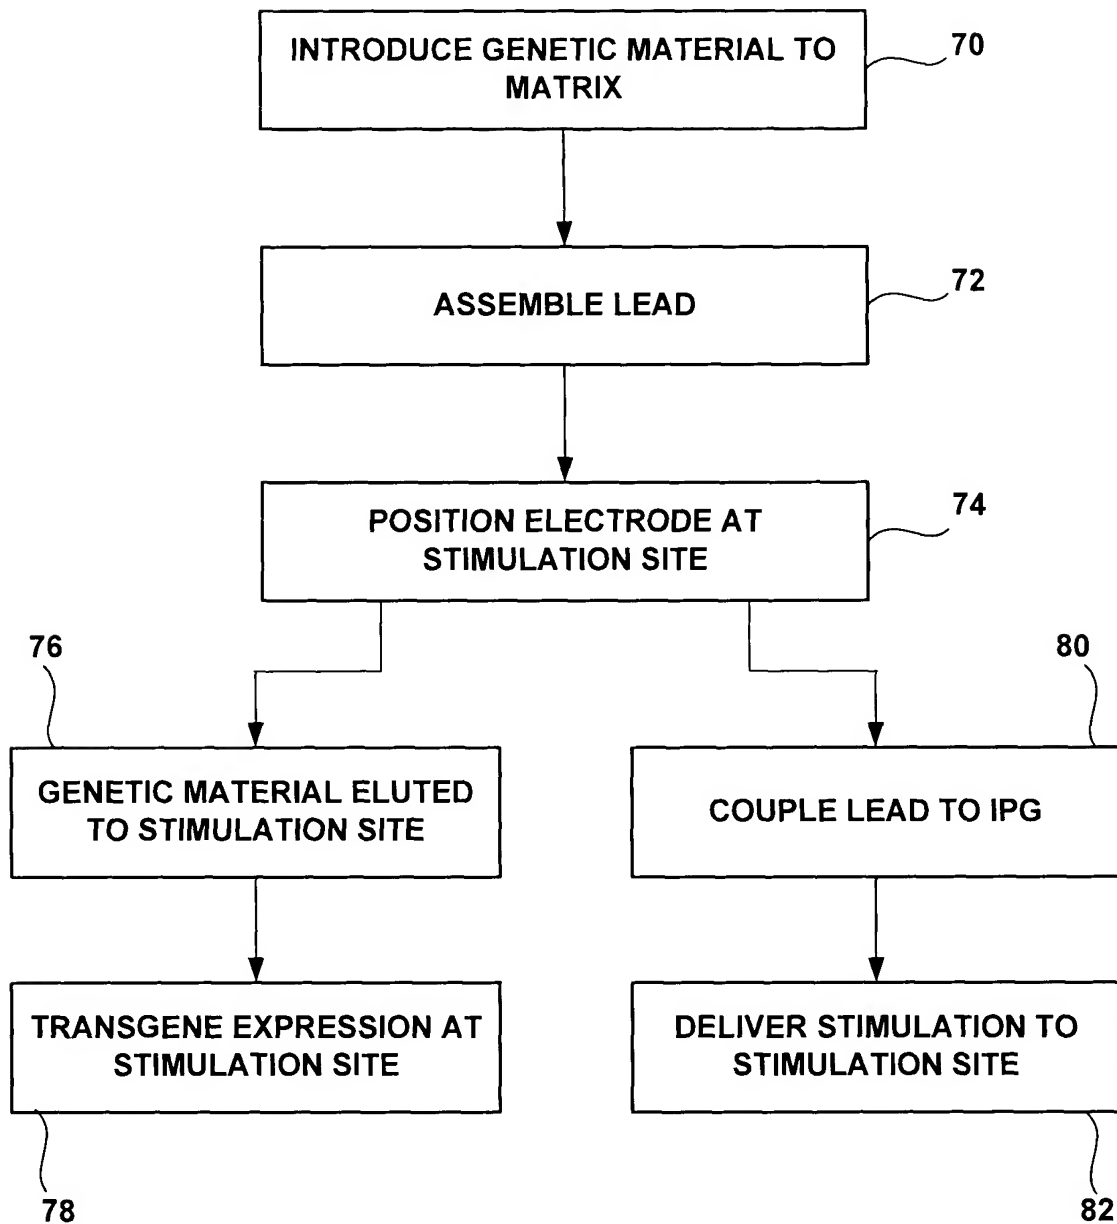 INTRODUCE GENETIC MATERIAL TO
MATRIX
70
ASSEMBLE LEAD
72
POSITION ELECTRODE AT
STIMULATION SITE
74
76
GENETIC MATERIAL ELUTED
TO STIMULATION SITE
80
COUPLE LEAD TO IPG
TRANSGENE EXPRESSION AT
STIMULATION SITE
78
DELIVER STIMULATION TO
STIMULATION SITE
82